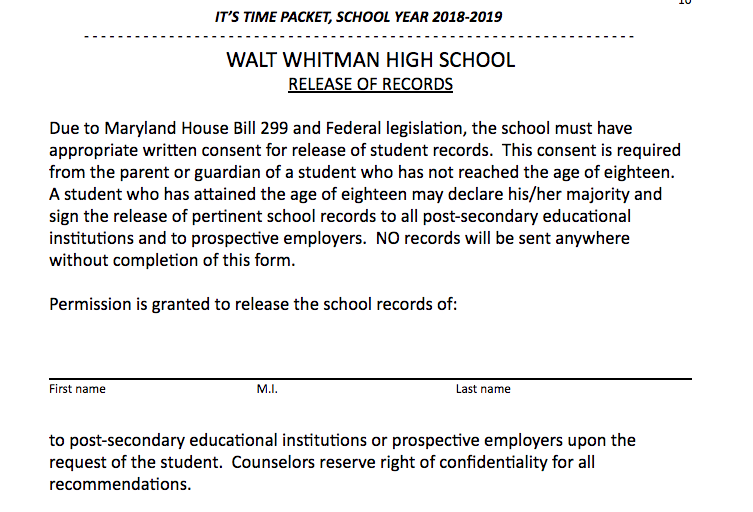 IT'S TIME PACKET, SCHOOL YEAR 2018-2019
WALT WHITMAN HIGH SCHOOL
RELEASE OF RECORDS
Due to Maryland House Bill 299 and Federal legislation, the school must have
appropriate written consent for release of student records.  This consent is required
from the parent or guardian of a student who has not reached the age of eighteen.
A student who has attained the age of eighteen may declare his/her majority and
sign the release of pertinent school records to all post-secondary educational
institutions and to prospective employers.  NO records will be sent anywhere
without completion of this form.
Permission is granted to release the school records of:
First name M.I. Last name
to post-secondary educational institutions or prospective employers upon the
request of the student.  Counselors reserve right of confidentiality for all
recommendations.